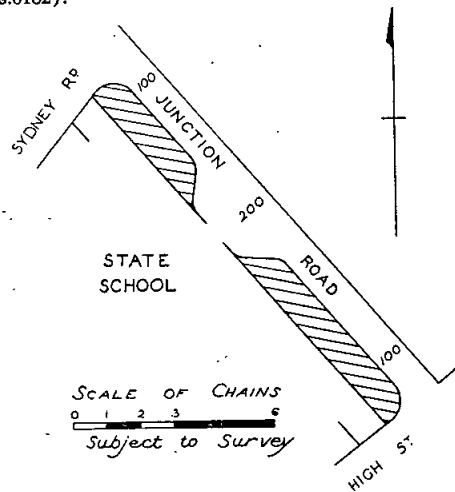 SYDNEY RD
100
JUNCTION
200
ROAD
STATE
SCHOOL
100
SCALE OF CHAINS
0 1 2 3 6
Subject to Survey
HIGH ST.